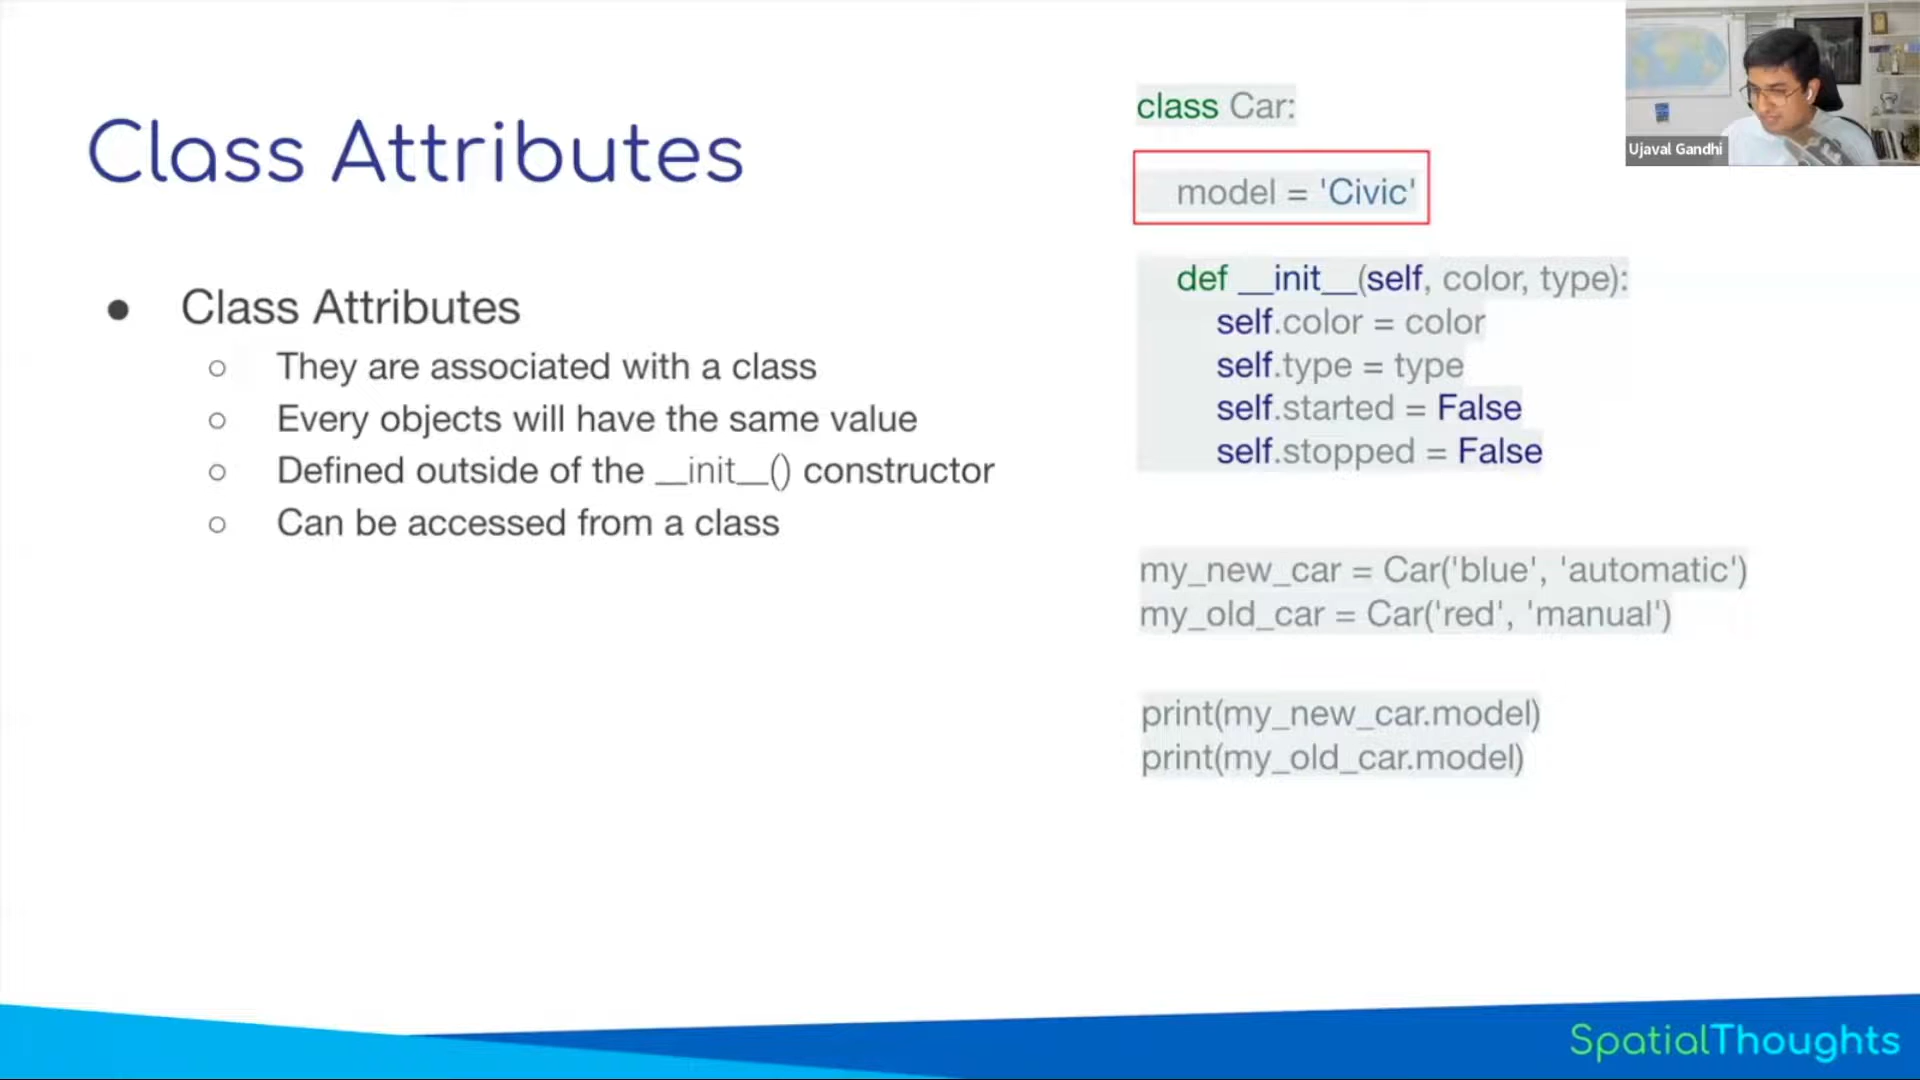 Class Attributes
● Class Attributes
○ They are associated with a class
○ Every objects will have the same value
○ Defined outside of the __init__() constructor
○ Can be accessed from a class
class Car:
model = 'Civic'
def __init__(self, color, type):
self.color = color
self.type = type
self.started = False
self.stopped = False
my_new_car = Car('blue', 'automatic')
my_old_car = Car('red', 'manual')
print(my_new_car.model)
print(my_old_car.model)
Ujaval Gandhi
SpatialThoughts